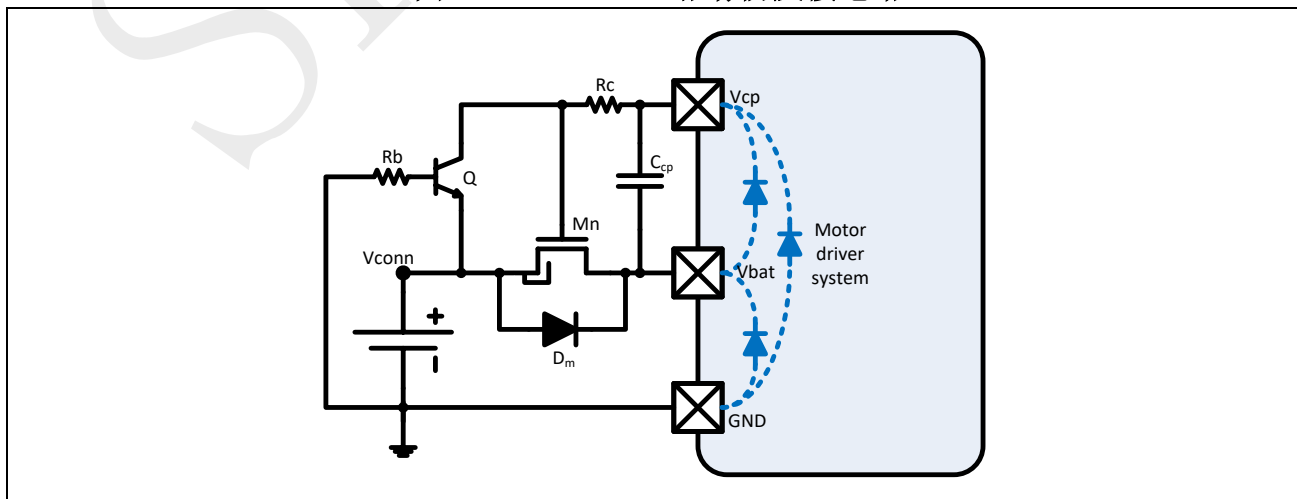 Rc
Vcp
Rb
Q
Ccp
Mn
Motor
driver
system
Vconn
Vbat
+
Dm
GND